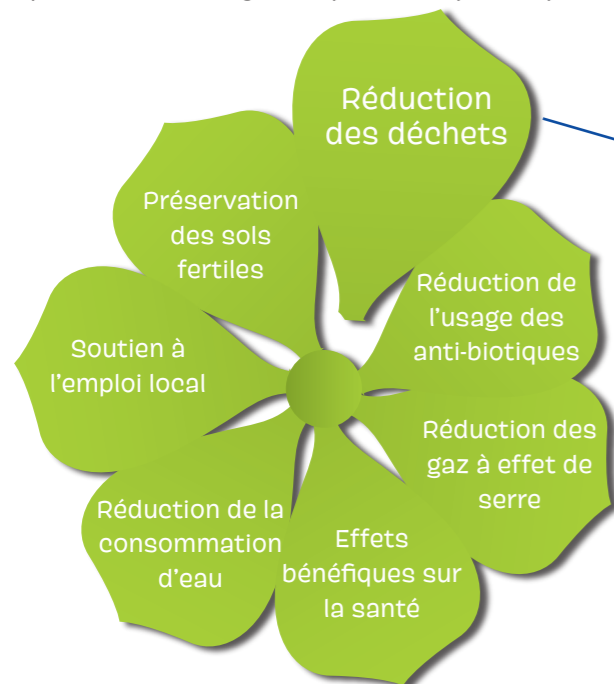 Réduction
des déchets
Réduction de
l'usage des
anti-biotiques
Réduction des
gaz à effet de
serre
Effets
bénéfiques sur
la santé
Réduction de la
consommation
d'eau
Soutien à
l'emploi local
Préservation
des sols
fertiles